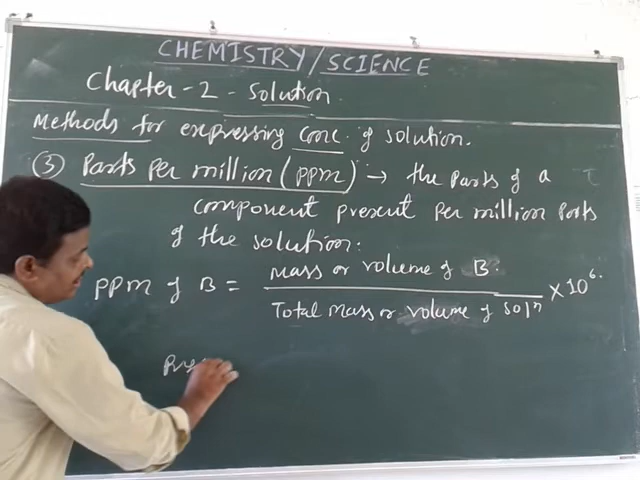 CHEMISTRY/SCIENCE
Chapter-2 - Solution.
Methods for expressing conc. of solution.
③ Parts Per million (ppm) → the parts of a
component present per million parts
of the solution:
ppm of B = Mass or volume of B. × 10⁶.
Total mass or volume of solⁿ